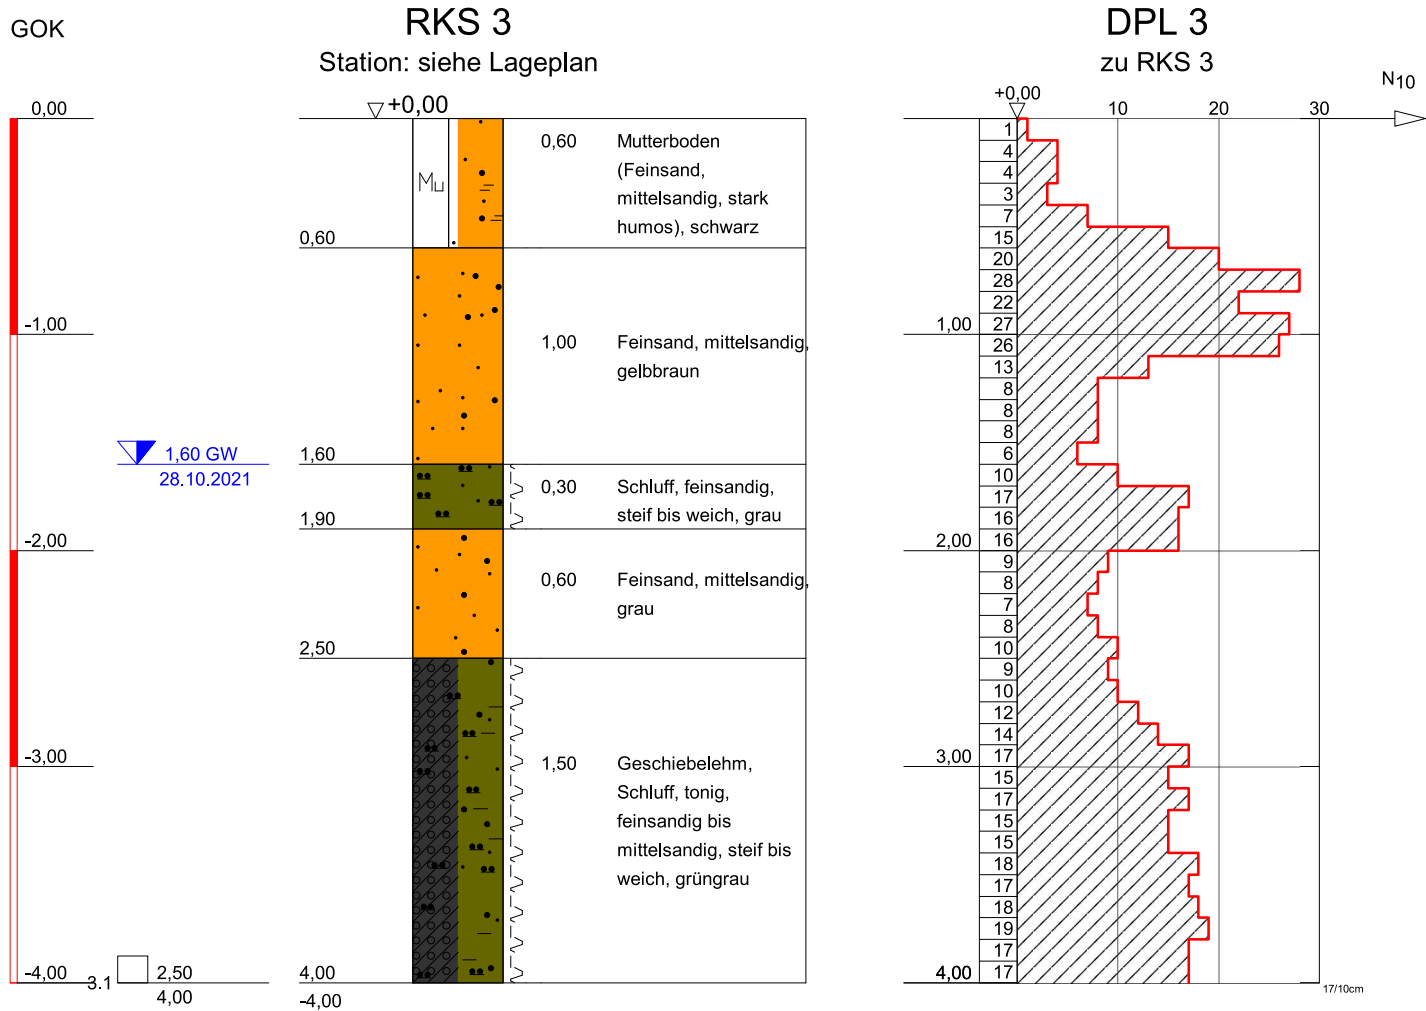 GOK
RKS 3
Station: siehe Lageplan
DPL 3
zu RKS 3
N10
0,00
-1,00
-2,00
-3,00
-4,00
1,60 GW
28.10.2021
3.1
2,50
4,00
+0,00
Mu
0,60
0,60
Mutterboden
(Feinsand,
mittelsandig, stark
humos), schwarz
1,60
1,00
Feinsand, mittelsandig,
gelbbraun
1,90
0,30
Schluff, feinsandig,
steif bis weich, grau
2,50
0,60
Feinsand, mittelsandig,
grau
4,00
-4,00
1,50
Geschiebelehm,
Schluff, tonig,
feinsandig bis
mittelsandig, steif bis
weich, grüngrau
+0,00
10 20 30
1
4
4
3
7
15
20
28
22
1,00 27
26
13
8
8
8
6
10
17
16
2,00 16
9
8
7
8
10
9
10
12
14
3,00 17
15
17
15
15
18
17
18
19
17
4,00 17
17/10cm